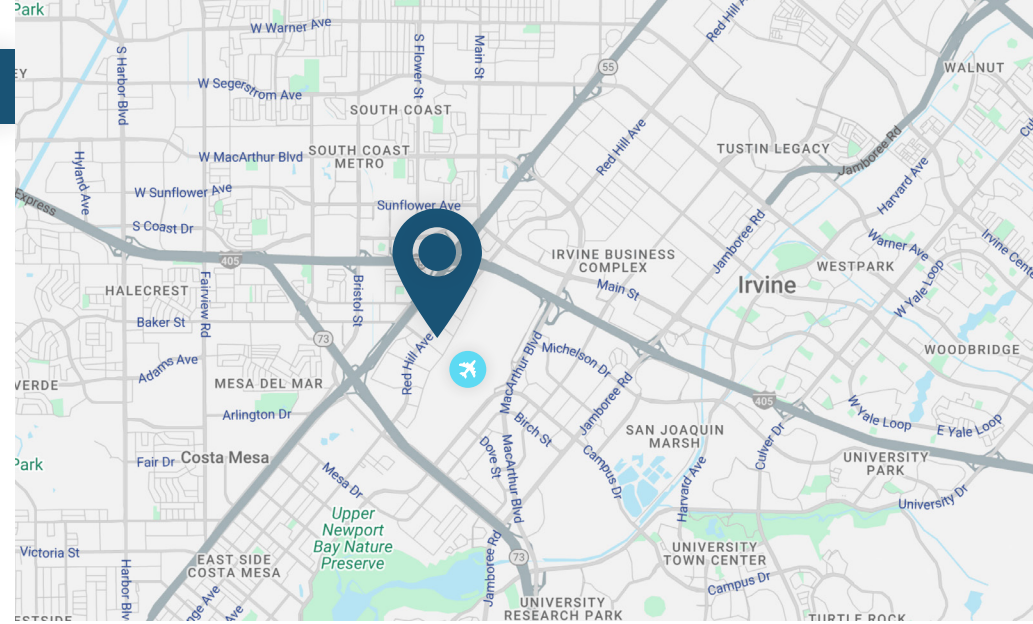 Park
W Warner Ave
S Harbor Blvd
S Flower St
Main St
Red Hill A
55
WALNUT
EY
W Segerstrom Ave
SOUTH COAST
W MacArthur Blvd
SOUTH COAST
METRO
Red Hill Ave
TUSTIN LEGACY
Jamboree Rd
Harvard Ave
Hyland Ave
W Sunflower Ave
Sunflower Ave
Express
S Coast Dr
405
IRVINE BUSINESS
COMPLEX
Main St
Jamboree Rd
Irvine
Warner Ave
WESTPARK
W Yale Loop
Irvine Cent
HALECREST
Fairview Rd
Bristol St
Baker St
73
Adams Ave
VERDE
MESA DEL MAR
Red Hill Ave
MacArthur Blvd
Michelson Dr
WOODBRIDGE
Arlington Dr
Jamboree Rd
Birch St
405
W Yale Loop
E Yale Loop
SAN JOAQUIN
MARSH
Culver Dr
UNIVERSITY
PARK
Park
Fair Dr
Costa Mesa
Mesa Dr
Dove St
MacArthur Blvd
Campus Dr
Harvard Ave
University Dr
Upper
Newport
Bay Nature
Preserve
Victoria St
EAST SIDE
COSTA MESA
Harbor Blv
nge Ave
Ave
Jamboree Rd
73
UNIVERSITY
TOWN CENTER
Campus Dr
UNIVERSITY
RESEARCH PARK
TURTLE ROCK
ESTSIDE